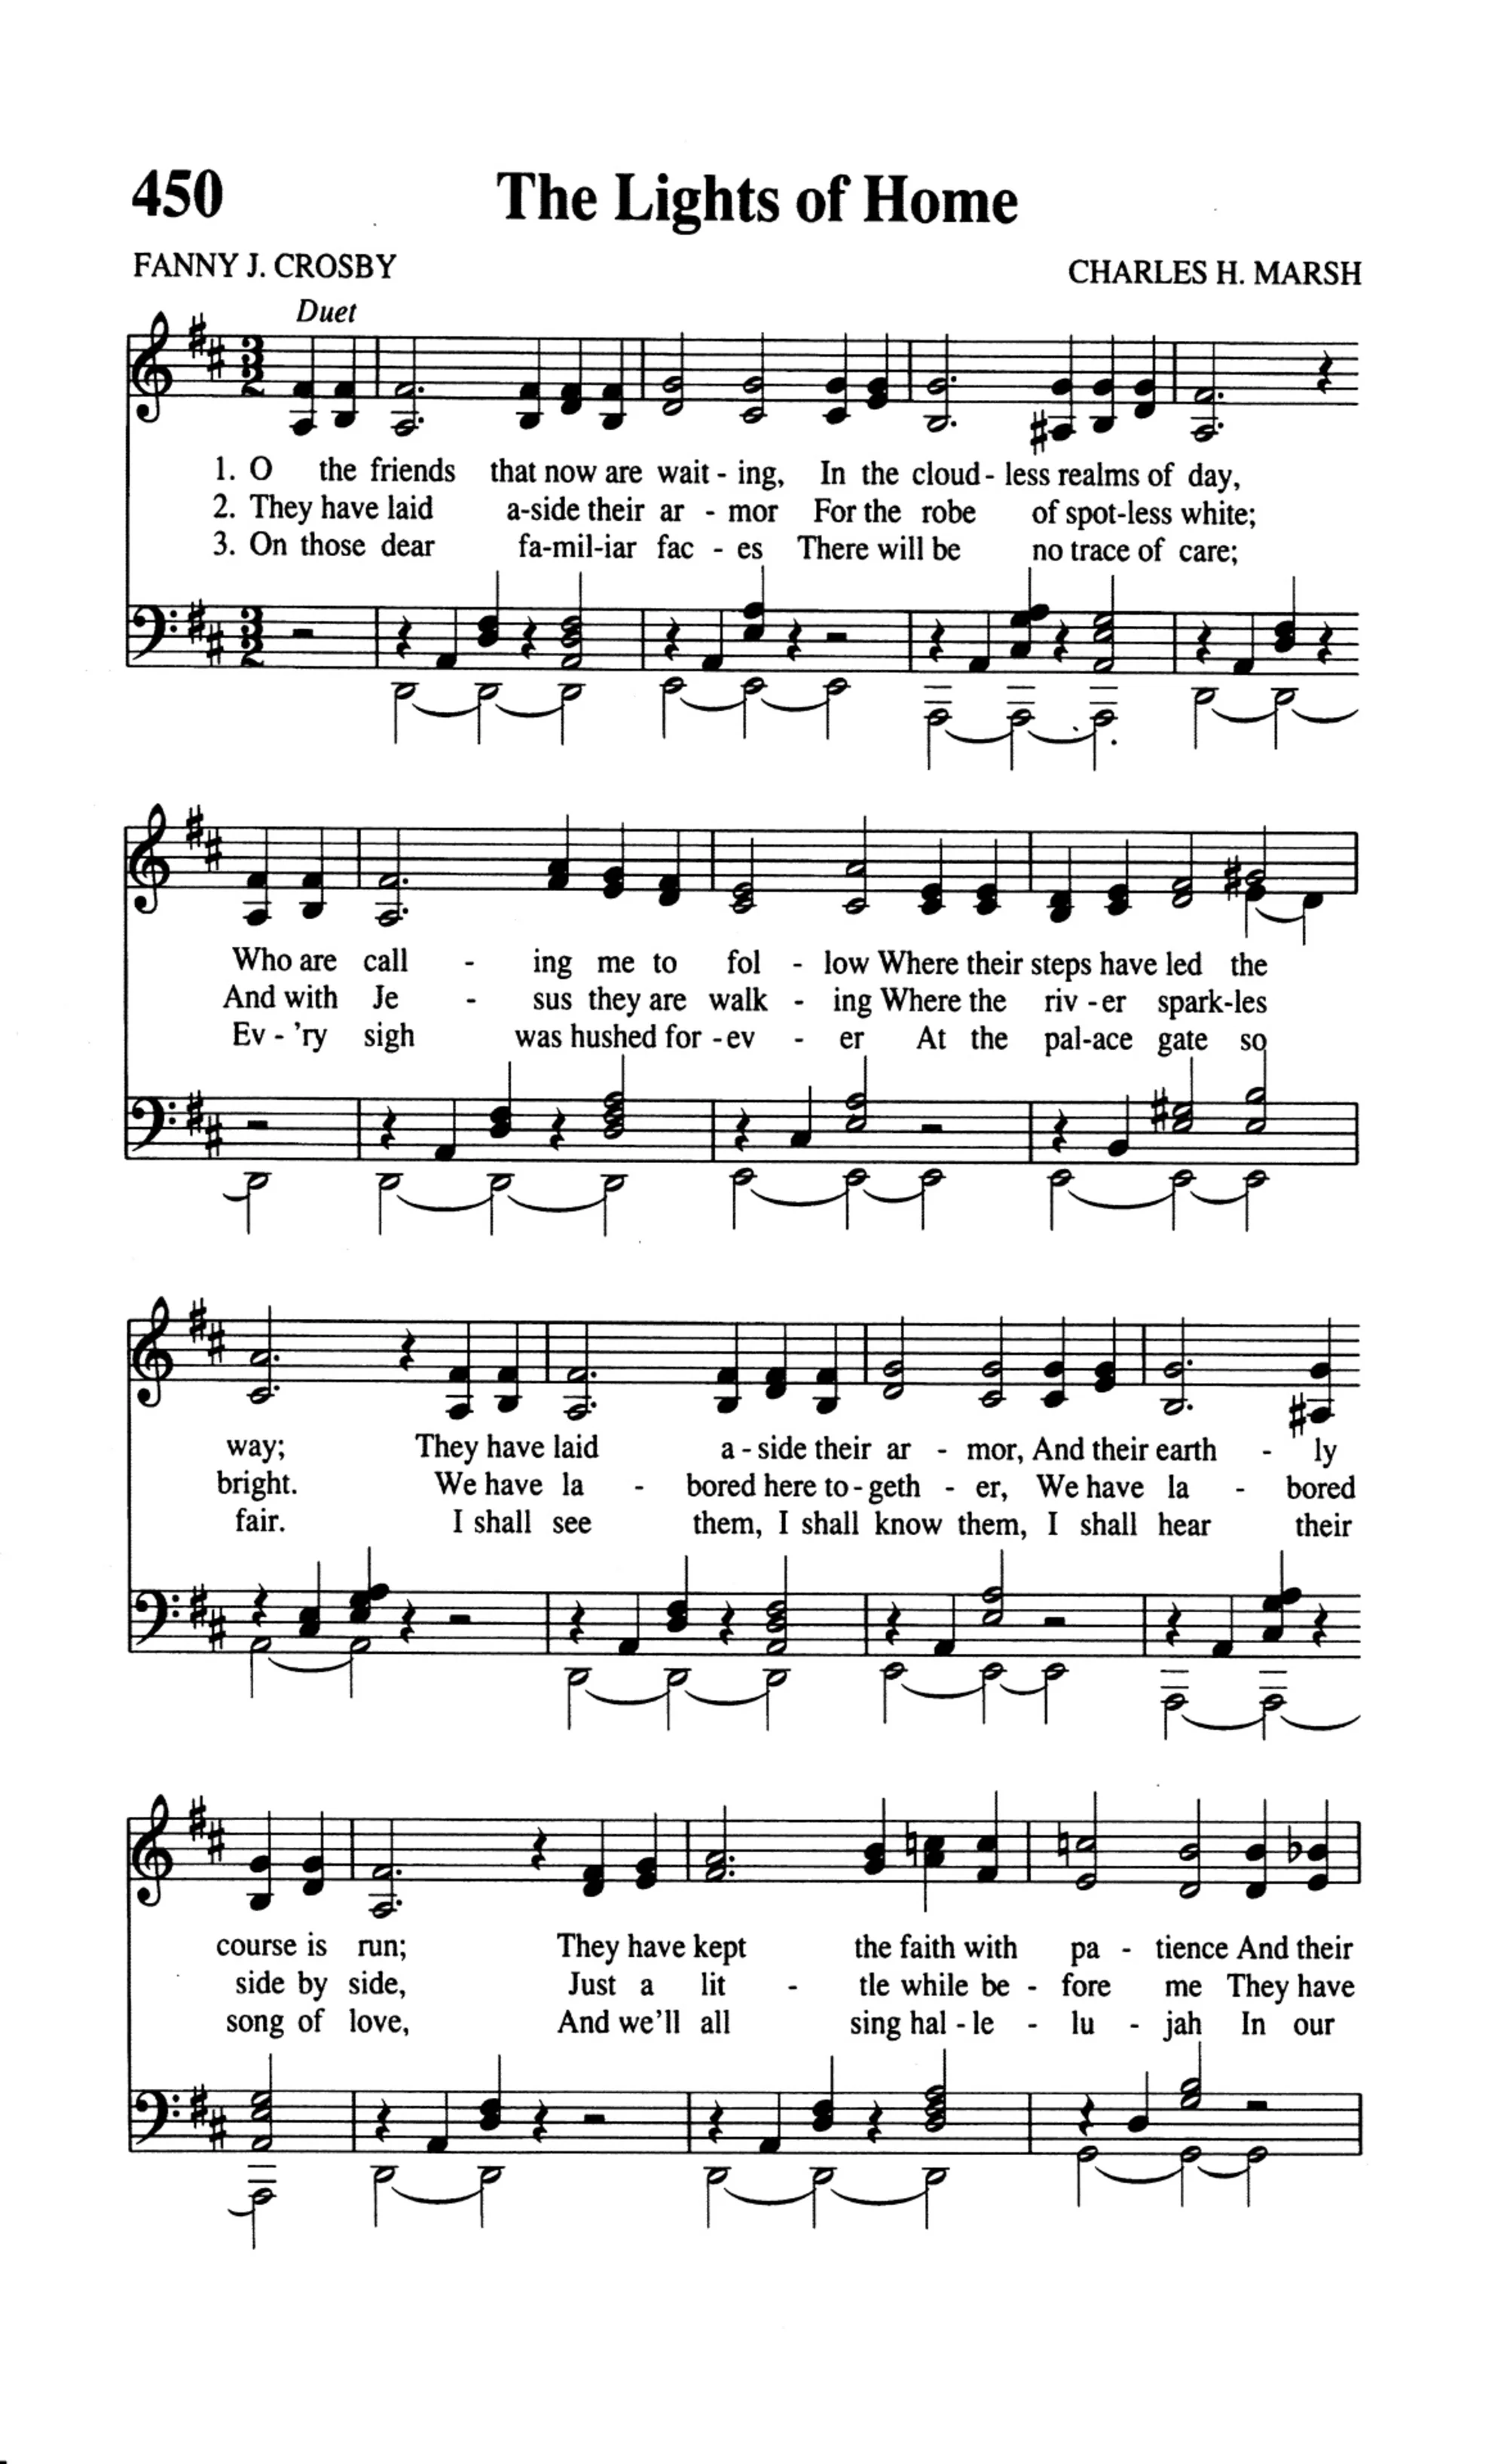 450 The Lights of Home
FANNY J. CROSBY CHARLES H. MARSH
Duet
1. O the friends that now are wait - ing, In the cloud - less realms of day,
2. They have laid a-side their ar - mor For the robe of spot-less white;
3. On those dear fa-mil-iar fac - es There will be no trace of care;
Who are call - ing me to fol - low Where their steps have led the
And with Je - sus they are walk - ing Where the riv - er spark-les
Ev - 'ry sigh was hushed for - ev - er At the pal-ace gate so
way; They have laid a - side their ar - mor, And their earth - ly
bright. We have la - bored here to - geth - er, We have la - bored
fair. I shall see them, I shall know them, I shall hear their
course is run; They have kept the faith with pa - tience And their
side by side, Just a lit - tle while be - fore me They have
song of love, And we'll all sing hal - le - lu - jah In our